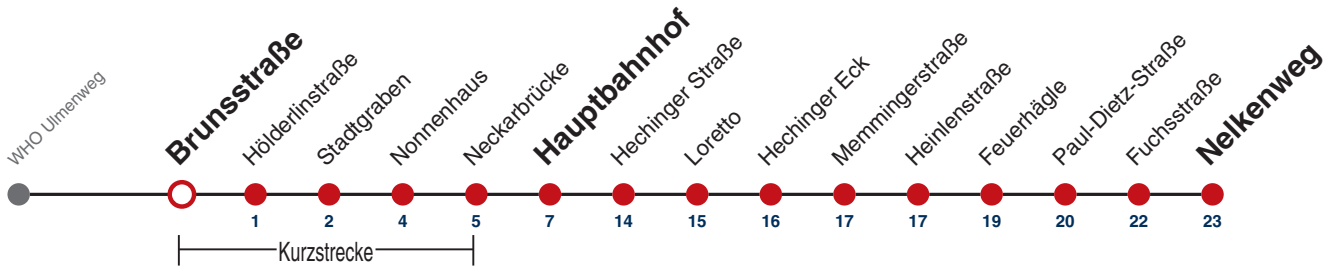 WHO Ulmenweg
Brunsstraße
Hölderlinstraße
Stadtgraben
Nonnenhaus
Neckarbrücke
Hauptbahnhof
Hechinger Straße
Loretto
Hechinger Eck
Memmingerstraße
Heinlenstraße
Feuerhägle
Paul-Dietz-Straße
Fuchsstraße
Nelkenweg
1 2 4 5 7 14 15 16 17 17 19 20 22 23
Kurzstrecke